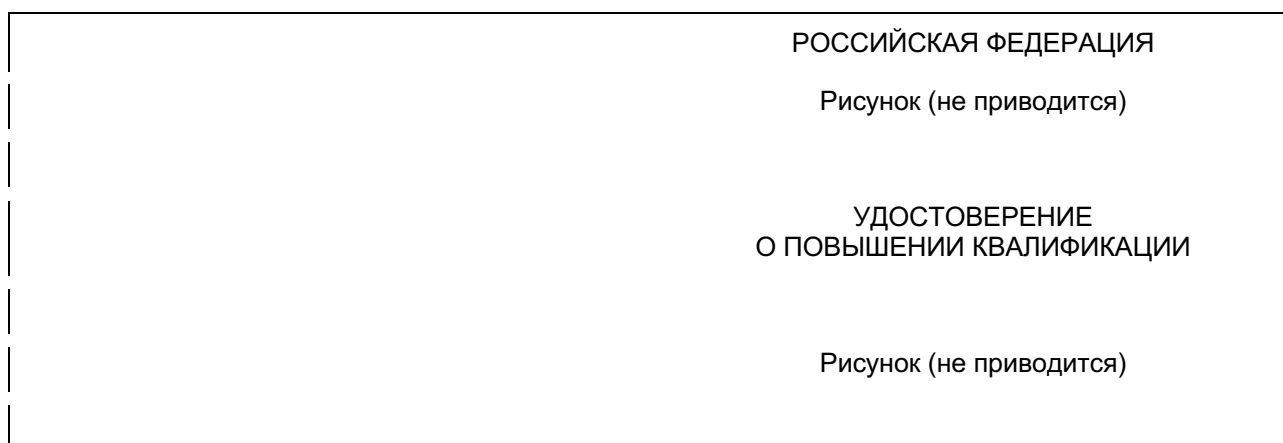 РОССИЙСКАЯ ФЕДЕРАЦИЯ
Рисунок (не приводится)
УДОСТОВЕРЕНИЕ
О ПОВЫШЕНИИ КВАЛИФИКАЦИИ
Рисунок (не приводится)